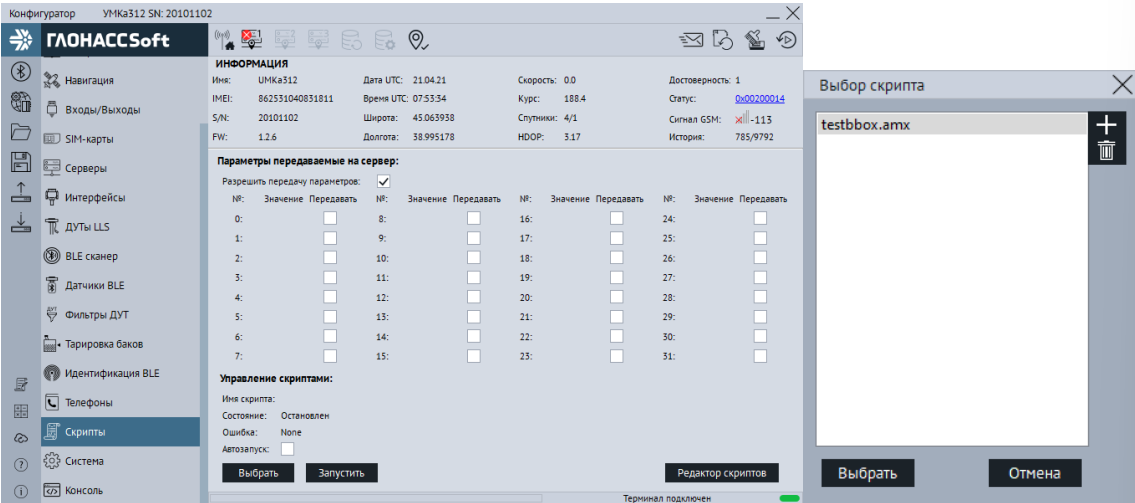 Конфигуратор УМКа312 SN: 20101102
ГЛОНАССSoft
Навигация
Входы/Выходы
SIM-карты
Серверы
Интерфейсы
ДУТы LLS
BLE сканер
Датчики BLE
Фильтры ДУТ
Тарировка баков
Идентификация BLE
Телефоны
Скрипты
Система
Консоль
ИНФОРМАЦИЯ
Имя: UMKa312 Дата UTC: 21.04.21 Скорость: 0.0 Достоверность: 1
IMEI: 862531040831811 Время UTC: 07:53:34 Курс: 188.4 Статус: 0x00200014
S/N: 20101102 Широта: 45.063938 Спутники: 4/1 Сигнал GSM: -113
FW: 1.2.6 Долгота: 38.995178 HDOP: 3.17 История: 785/9792
Параметры передаваемые на сервер:
Разрешить передачу параметров:
№: Значение Передавать №: Значение Передавать №: Значение Передавать №: Значение Передавать
0: 8: 16: 24:
1: 9: 17: 25:
2: 10: 18: 26:
3: 11: 19: 27:
4: 12: 20: 28:
5: 13: 21: 29:
6: 14: 22: 30:
7: 15: 23: 31:
Управление скриптами:
Имя скрипта:
Состояние: Остановлен
Ошибка: None
Автозапуск:
Выбрать Запустить Редактор скриптов
Терминал подключен
Выбор скрипта
testbbox.amx
Выбрать Отмена